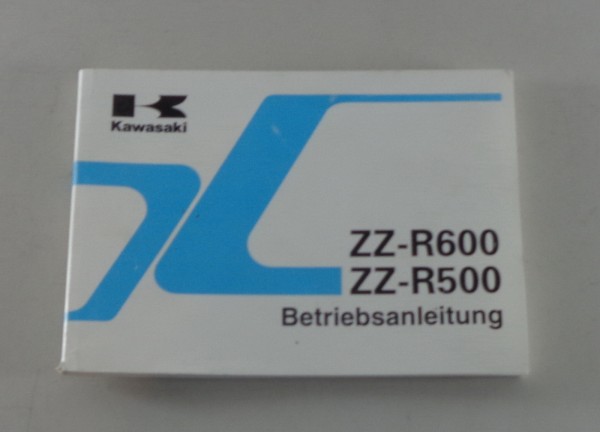 Kawasaki
ZZ-R600
ZZ-R500
Betriebsanleitung